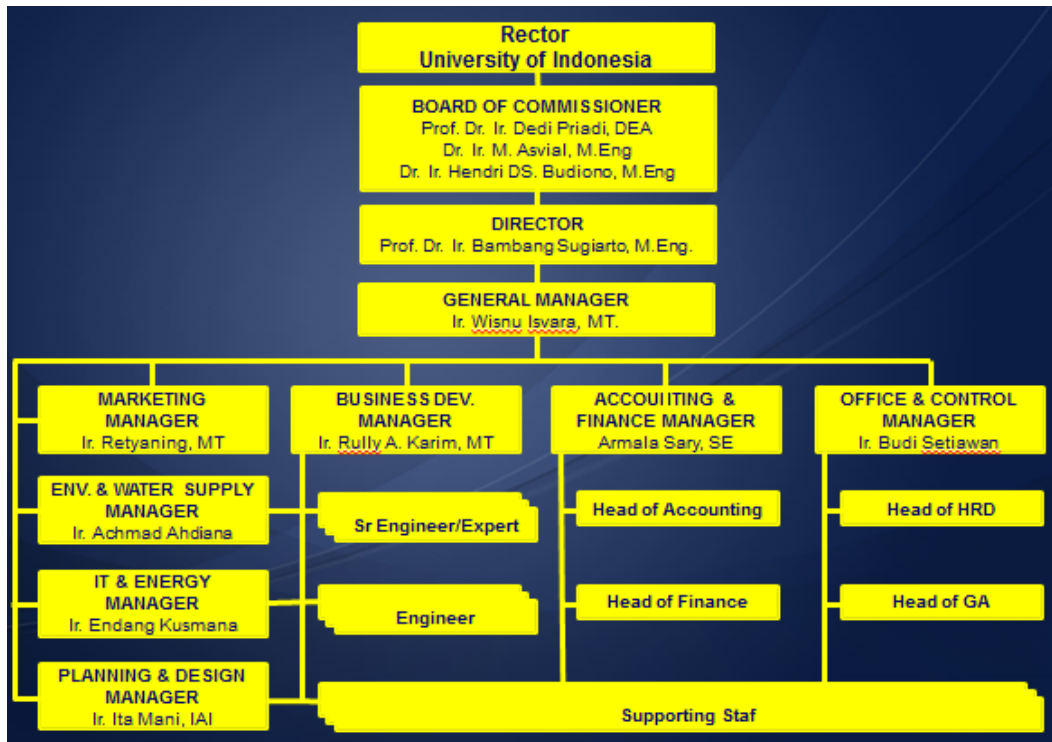 Rector
University of Indonesia
BOARD OF COMMISSIONER
Prof. Dr. Ir. Dedi Priadi, DEA
Dr. Ir. M. Asvial, M.Eng
Dr. Ir. Hendri DS. Budiono, M.Eng
DIRECTOR
Prof. Dr. Ir. Bambang Sugiarto, M.Eng.
GENERAL MANAGER
Ir. Wisnu Isvara, MT.
MARKETING
MANAGER
Ir. Retyaning, MT
BUSINESS DEV.
MANAGER
Ir. Rully A. Karim, MT
ACCOUNTING &
FINANCE MANAGER
Armala Sary, SE
OFFICE & CONTROL
MANAGER
Ir. Budi Setiawan
ENV. & WATER SUPPLY
MANAGER
Ir. Achmad Ahdiana
Sr Engineer/Expert
Head of Accounting
Head of HRD
IT & ENERGY
MANAGER
Ir. Endang Kusmana
Engineer
Head of Finance
Head of GA
PLANNING & DESIGN
MANAGER
Ir. Ita Mani, IAI
Supporting Staf